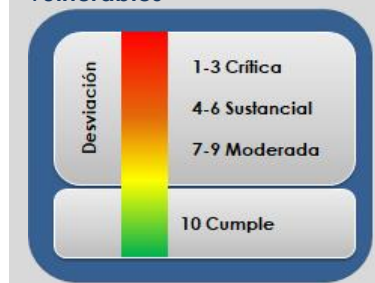 Desviación
1-3 Crítica
4-6 Sustancial
7-9 Moderada
10 Cumple